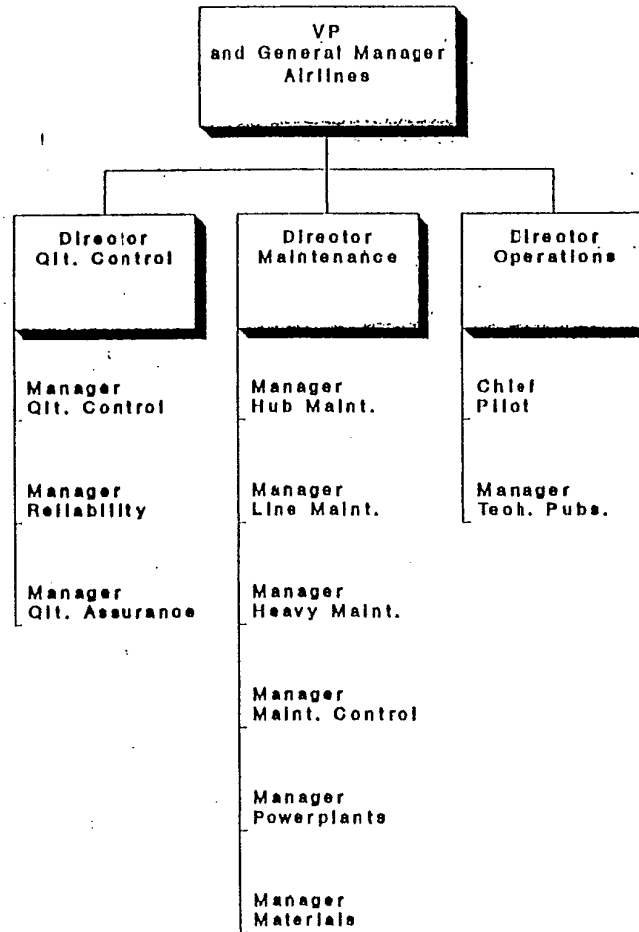 VP
and General Manager
Airlines
Director
Qlt. Control
Director
Maintenance
Director
Operations
Manager
Qlt. Control
Manager
Reliability
Manager
Qlt. Assurance
Manager
Hub Maint.
Manager
Line Maint.
Manager
Heavy Maint.
Manager
Maint. Control
Manager
Powerplants
Manager
Materials
Chief
Pilot
Manager
Tech. Pubs.